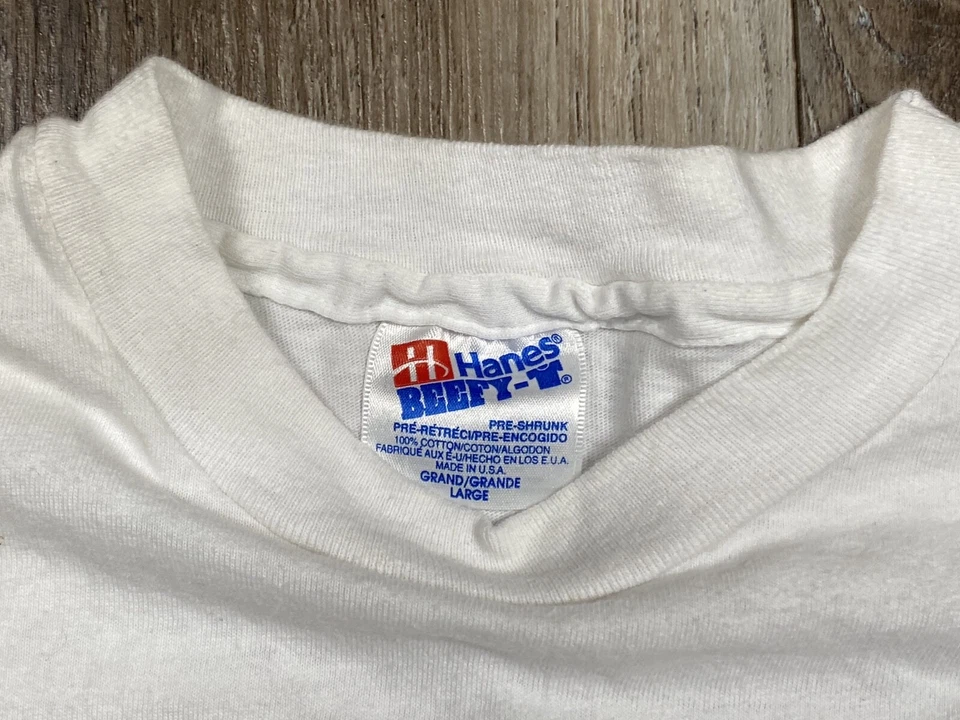 H Hanes®
BEEFY-T®
PRE-SHRUNK
PRÉ-RÉTRÉCI/PRE-ENCOGIDO
100% COTTON/COTON/ALGODON
FABRIQUÉ AUX É-U/HECHO EN LOS E.U.A.
MADE IN U.S.A.
GRAND/GRANDE
LARGE